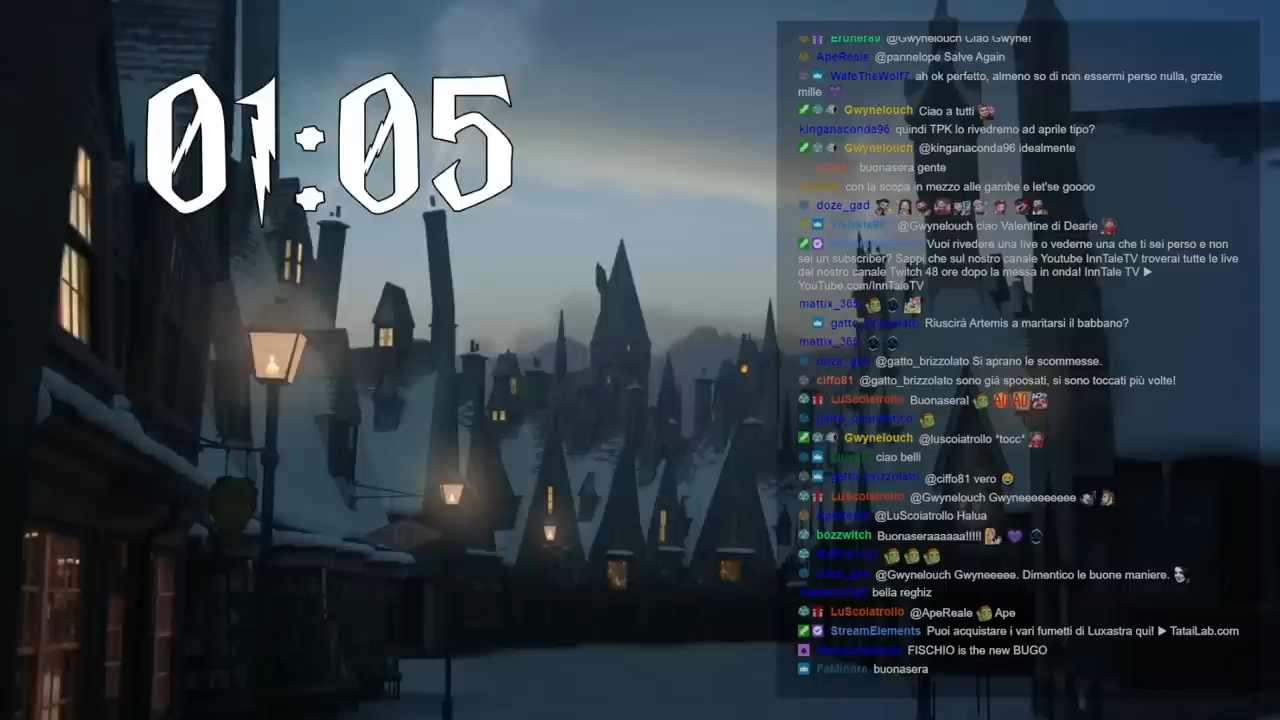 01:05
Eruner89 @Gwynelouch Ciao Gwyne!
ApeReale @pannelope Salve Again
WafeTheWolf7 ah ok perfetto, almeno so di non essermi perso nulla, grazie
mille
Gwynelouch Ciao a tutti
kinganaconda96 quindi TPK lo rivedremo ad aprile tipo?
Gwynelouch @kinganaconda96 idealmente
buonasera gente
con la scopa in mezzo alle gambe e let'se goooo
doze_gad
@Gwynelouch ciao Valentine di Dearie
Vuoi rivedere una live o vederne una che ti sei perso e non
sei un subscriber? Sappi che sul nostro canale Youtube InnTaleTV troverai tutte le live
del nostro canale Twitch 48 ore dopo la messa in onda! InnTale TV ►
YouTube.com/InnTaleTV
mattix_365
gatto_brizzolato Riuscirà Artemis a maritarsi il babbano?
mattix_365
doze_gad @gatto_brizzolato Si aprano le scommesse.
ciffo81 @gatto_brizzolato sono già spoosati, si sono toccati più volte!
LuScoiatrollo Buonasera!
Gwynelouch @luscoiatrollo *tocc*
ciao belli
gatto_brizzolato @ciffo81 vero
LuScoiatrollo @Gwynelouch Gwyneeeeeeeee
ApeReale @LuScoiatrollo Halua
bozzwitch Buonaseraaaaaa!!!!!
doze_gad @Gwynelouch Gwyneeee. Dimentico le buone maniere.
bella reghiz
LuScoiatrollo @ApeReale Ape
StreamElements Puoi acquistare i vari fumetti di Luxastra qui! ► TataiLab.com
FISCHIO is the new BUGO
buonasera